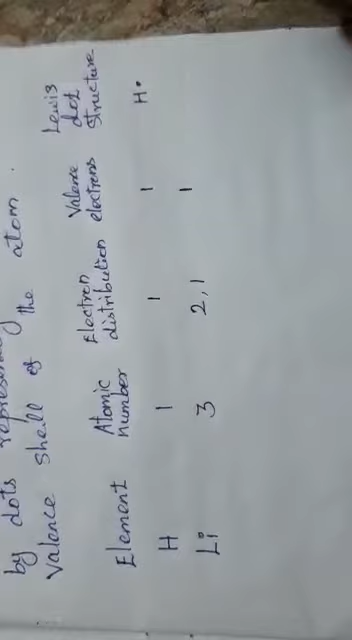 by dots
valence shell of the atom.
Element Atomic number Electron distribution Valence electrons Lewis dot structure
H 1 1 1 H•
Li 3 2,1 1